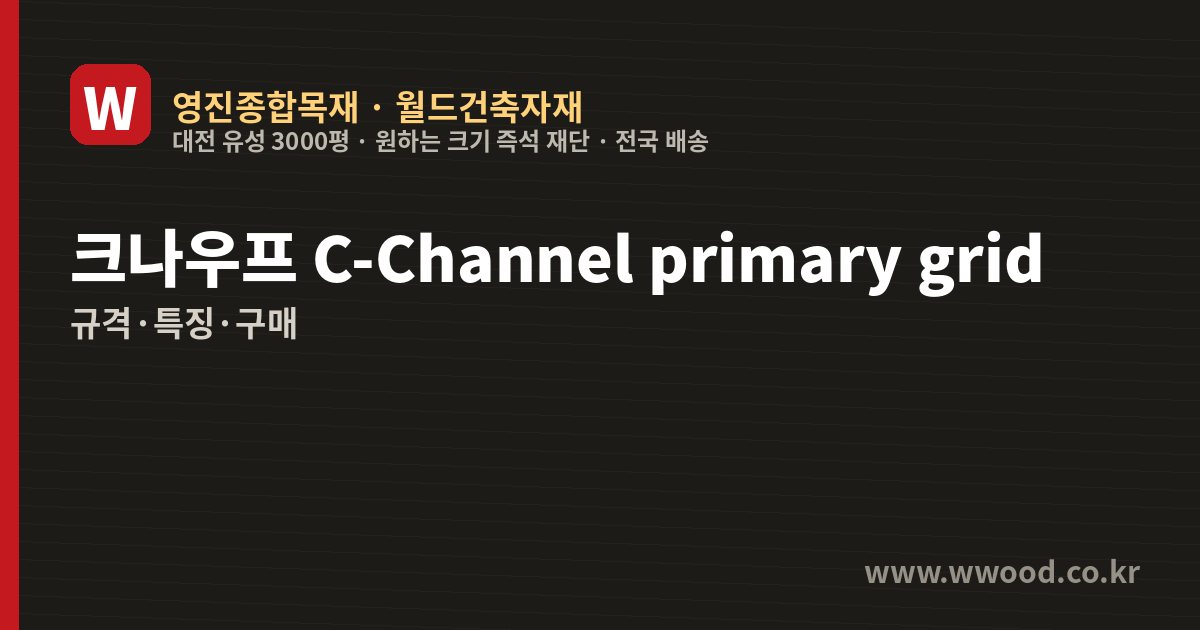 W
영진종합목재 · 월드건축자재
대전 유성 3000평 · 원하는 크기 즉석 재단 · 전국 배송
크나우프 C-Channel primary grid
규격·특징·구매
www.wwood.co.kr